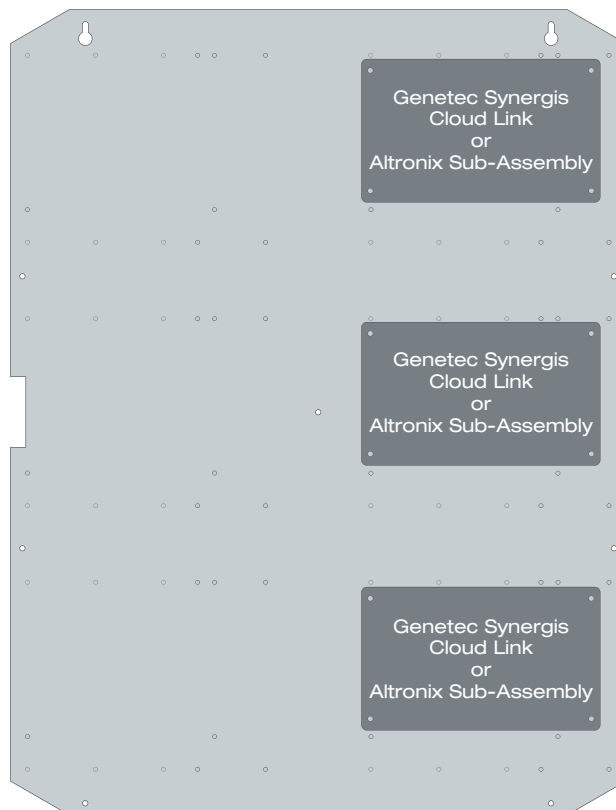 Genetec Synergis
Cloud Link
or
Altronix Sub-Assembly
Genetec Synergis
Cloud Link
or
Altronix Sub-Assembly
Genetec Synergis
Cloud Link
or
Altronix Sub-Assembly